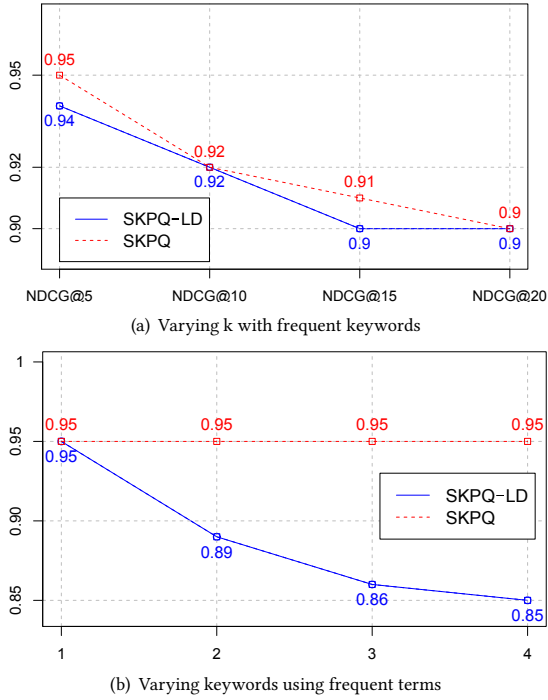 0.95
0.95
0.94
0.92
0.92
0.92
0.91
0.90
0.9
0.9
0.9
SKPQ-LD
SKPQ
NDCG@5 NDCG@10 NDCG@15 NDCG@20
(a) Varying k with frequent keywords
1
0.95 0.95 0.95 0.95
0.95
0.95
SKPQ-LD
SKPQ
0.90
0.89
0.86
0.85
0.85
1 2 3 4
(b) Varying keywords using frequent terms